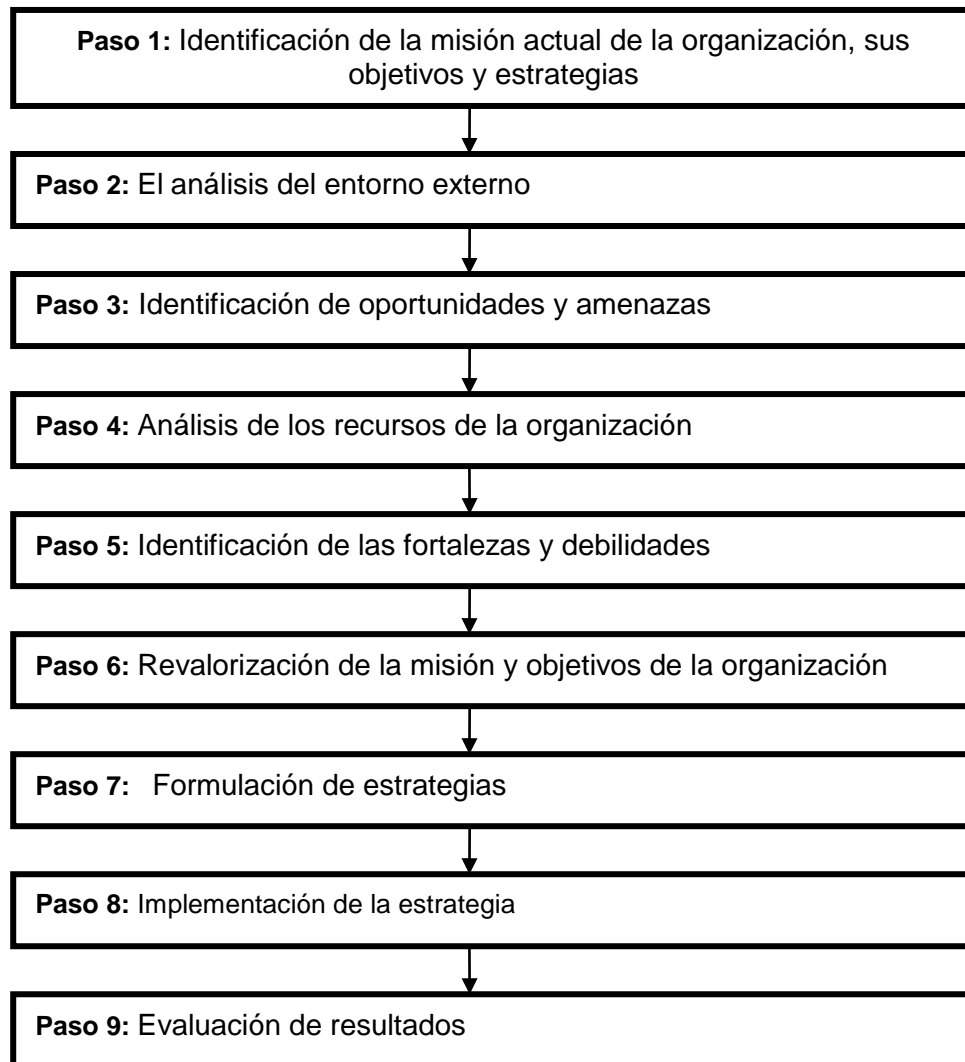 Paso 1: Identificación de la misión actual de la organización, sus
objetivos y estrategias
Paso 2: El análisis del entorno externo
Paso 3: Identificación de oportunidades y amenazas
Paso 4: Análisis de los recursos de la organización
Paso 5: Identificación de las fortalezas y debilidades
Paso 6: Revalorización de la misión y objetivos de la organización
Paso 7: Formulación de estrategias
Paso 8: Implementación de la estrategia
Paso 9: Evaluación de resultados